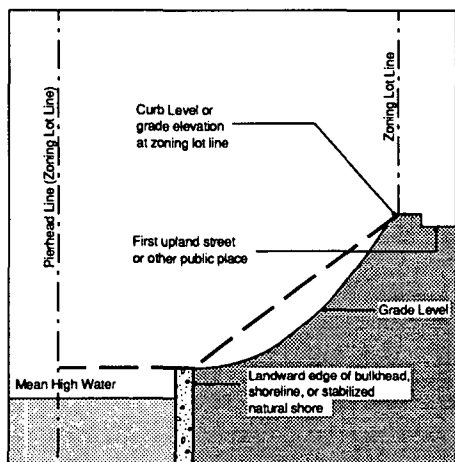 Pierhead Line (Zoning Lot Line)
Curb Level or
grade elevation
at zoning lot line
Zoning Lot Line
First upland street
or other public place
Grade Level
Mean High Water
Landward edge of bulkhead,
shoreline, or stabilized
natural shore